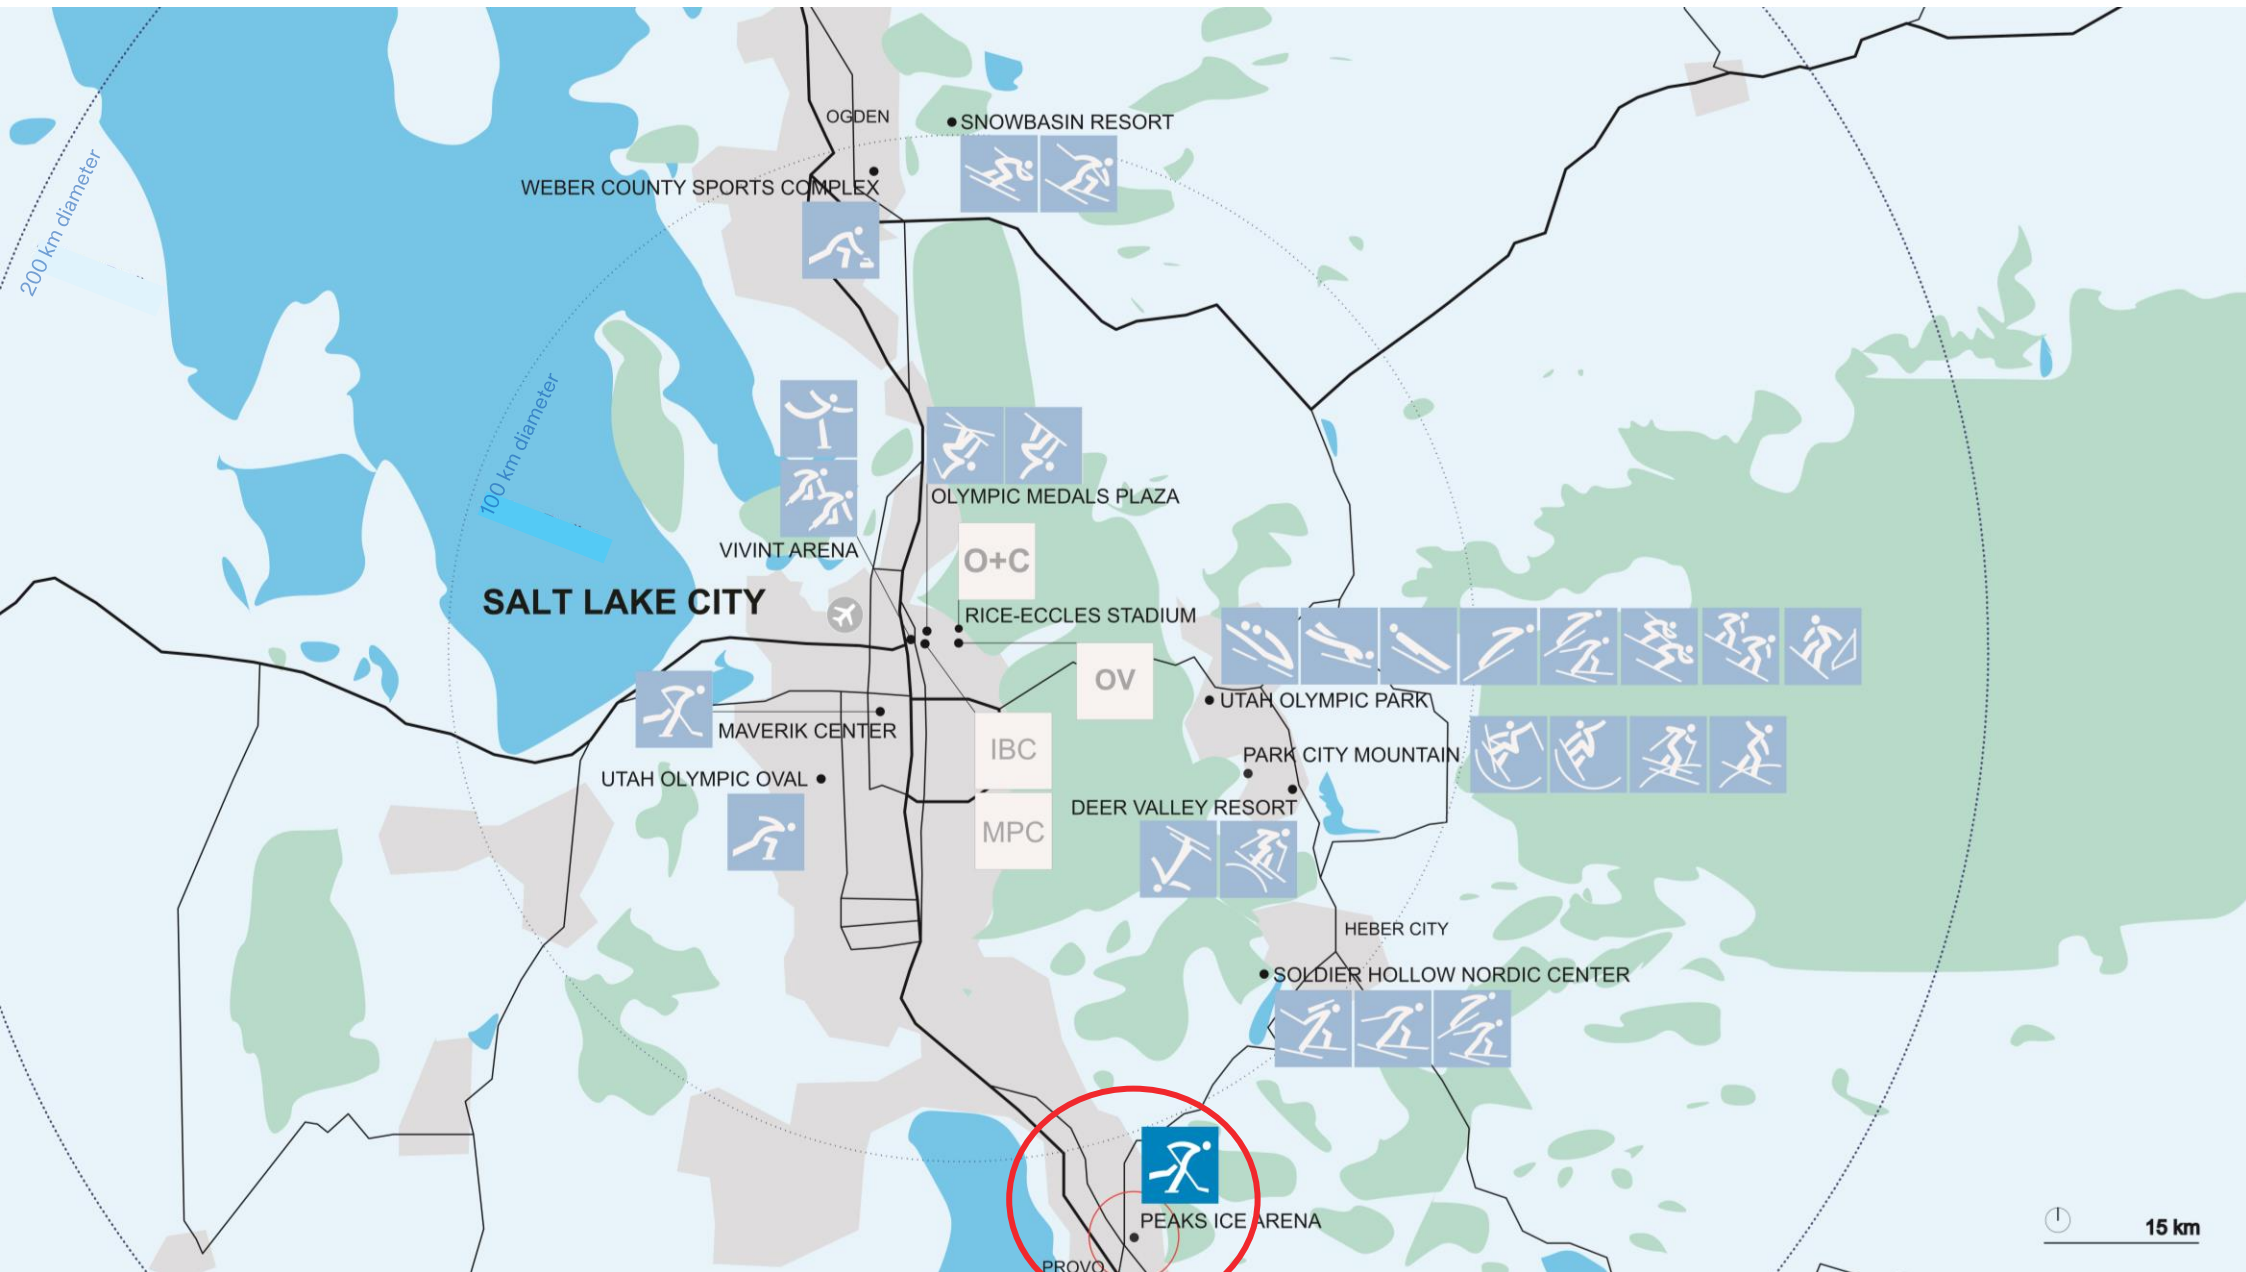 OGDEN
SNOWBASIN RESORT
WEBER COUNTY SPORTS COMPLEX
200 km diameter
100 km diameter
OLYMPIC MEDALS PLAZA
VIVINT ARENA
O+C
SALT LAKE CITY
RICE-ECCLES STADIUM
OV
UTAH OLYMPIC PARK
MAVERIK CENTER
IBC
PARK CITY MOUNTAIN
UTAH OLYMPIC OVAL
DEER VALLEY RESORT
MPC
HEBER CITY
SOLDIER HOLLOW NORDIC CENTER
PEAKS ICE ARENA
15 km
PROVO